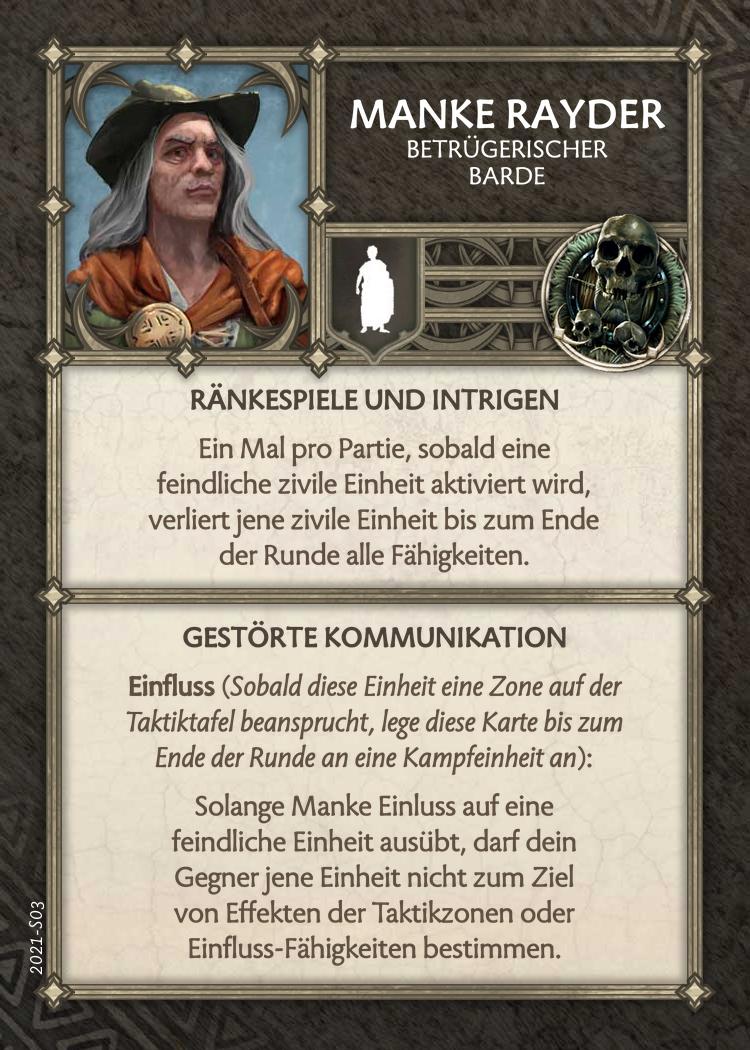 MANKE RAYDER
BETRÜGERISCHER
BARDE
RÄNKESPIELE UND INTRIGEN
Ein Mal pro Partie, sobald eine
feindliche zivile Einheit aktiviert wird,
verliert jene zivile Einheit bis zum Ende
der Runde alle Fähigkeiten.
GESTÖRTE KOMMUNIKATION
Einfluss (Sobald diese Einheit eine Zone auf der
Taktiktafel beansprucht, lege diese Karte bis zum
Ende der Runde an eine Kampfeinheit an):
Solange Manke Einluss auf eine
feindliche Einheit ausübt, darf dein
Gegner jene Einheit nicht zum Ziel
von Effekten der Taktikzonen oder
Einfluss-Fähigkeiten bestimmen.
2021-S03